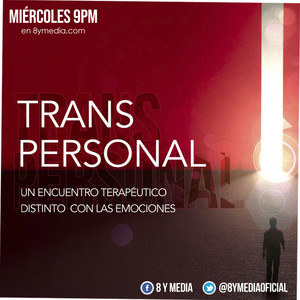 MIÉRCOLES 9PM
en 8ymedia.com
TRANS
PERSONAL
UN ENCUENTRO TERAPÉUTICO
DISTINTO CON LAS EMOCIONES
8 Y MEDIA
@8YMEDIAOFICIAL